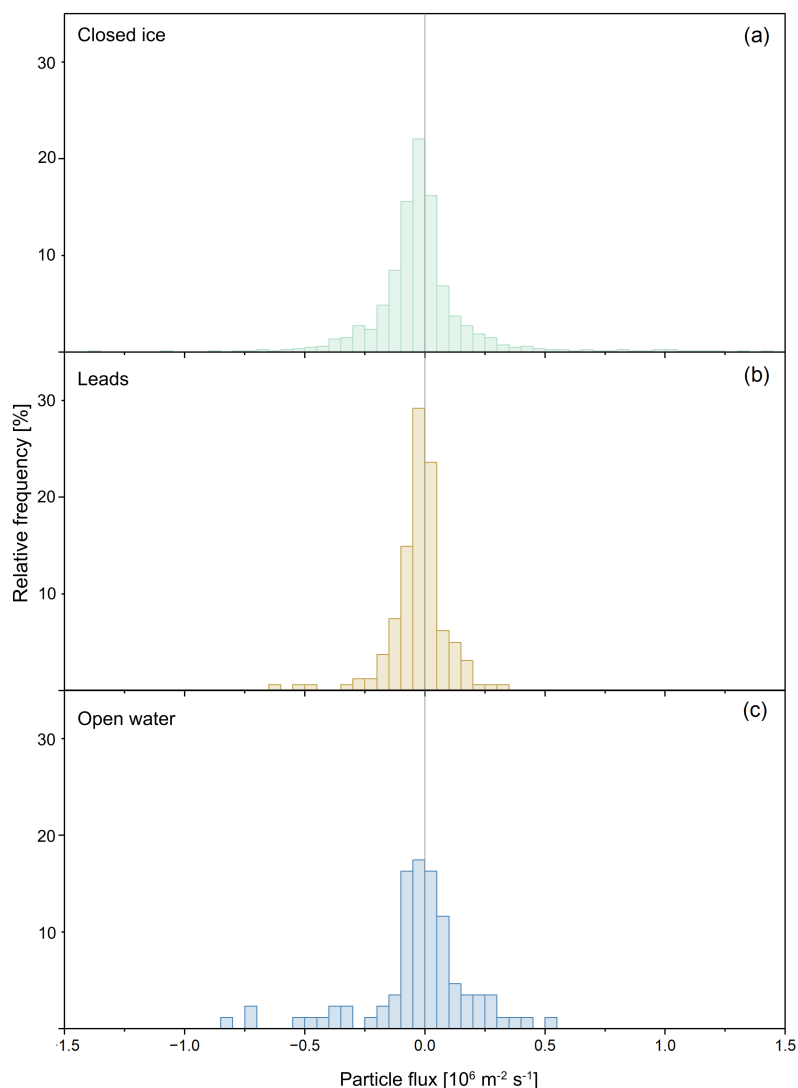 Closed ice
(a)
30
20
10
Leads
(b)
30
20
10
Relative frequency [%]
Open water
(c)
30
20
10
-1.5 −1.0 −0.5 0.0 0.5 1.0 1.5
Particle flux [10⁶ m⁻² s⁻¹]